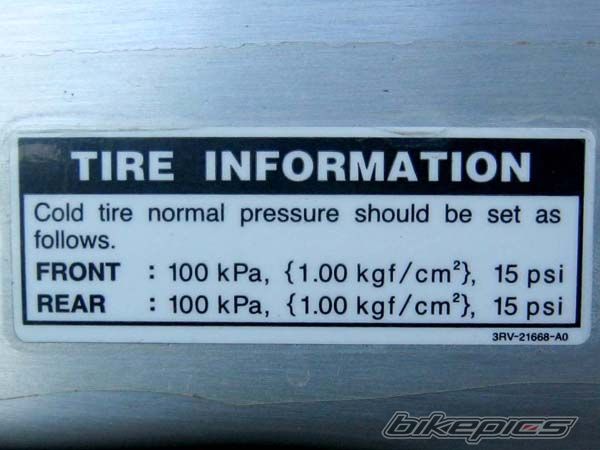 TIRE INFORMATION
Cold tire normal pressure should be set as
follows.
FRONT : 100 kPa, {1.00 kgf/cm²}, 15 psi
REAR : 100 kPa, {1.00 kgf/cm²}, 15 psi
3RV-21668-A0
bikepics